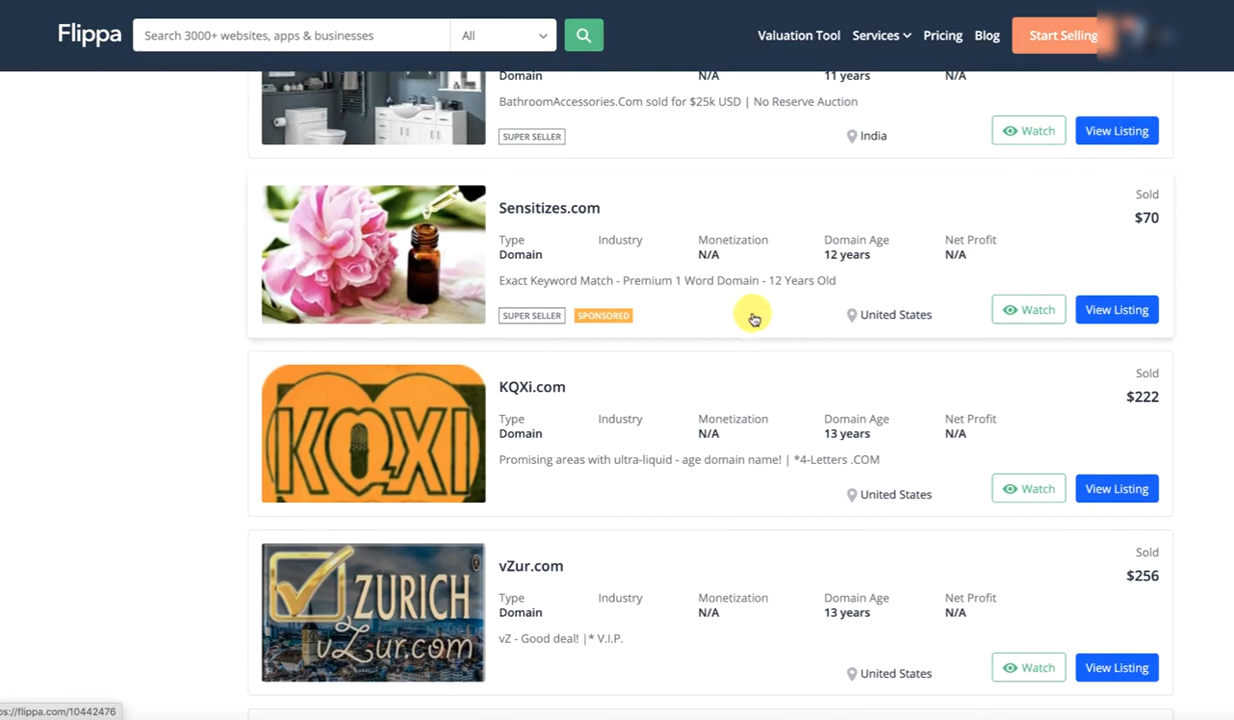 Flippa
Search 3000+ websites, apps & businesses
All
Valuation Tool Services Pricing Blog Start Selling
Domain N/A 11 years N/A
BathroomAccessories.Com sold for $25k USD | No Reserve Auction
SUPER SELLER India Watch View Listing
Sensitizes.com
Sold
$70
Type Industry Monetization Domain Age Net Profit
Domain N/A 12 years N/A
Exact Keyword Match - Premium 1 Word Domain - 12 Years Old
SUPER SELLER SPONSORED United States Watch View Listing
KQXI
KQXi.com
Sold
$222
Type Industry Monetization Domain Age Net Profit
Domain N/A 13 years N/A
Promising areas with ultra-liquid - age domain name! | *4-Letters .COM
United States Watch View Listing
ZURICH
vZur.com
vZur.com
Sold
$256
Type Industry Monetization Domain Age Net Profit
Domain N/A 13 years N/A
vZ - Good deal! |* V.I.P.
United States Watch View Listing
ps://flippa.com/10442476